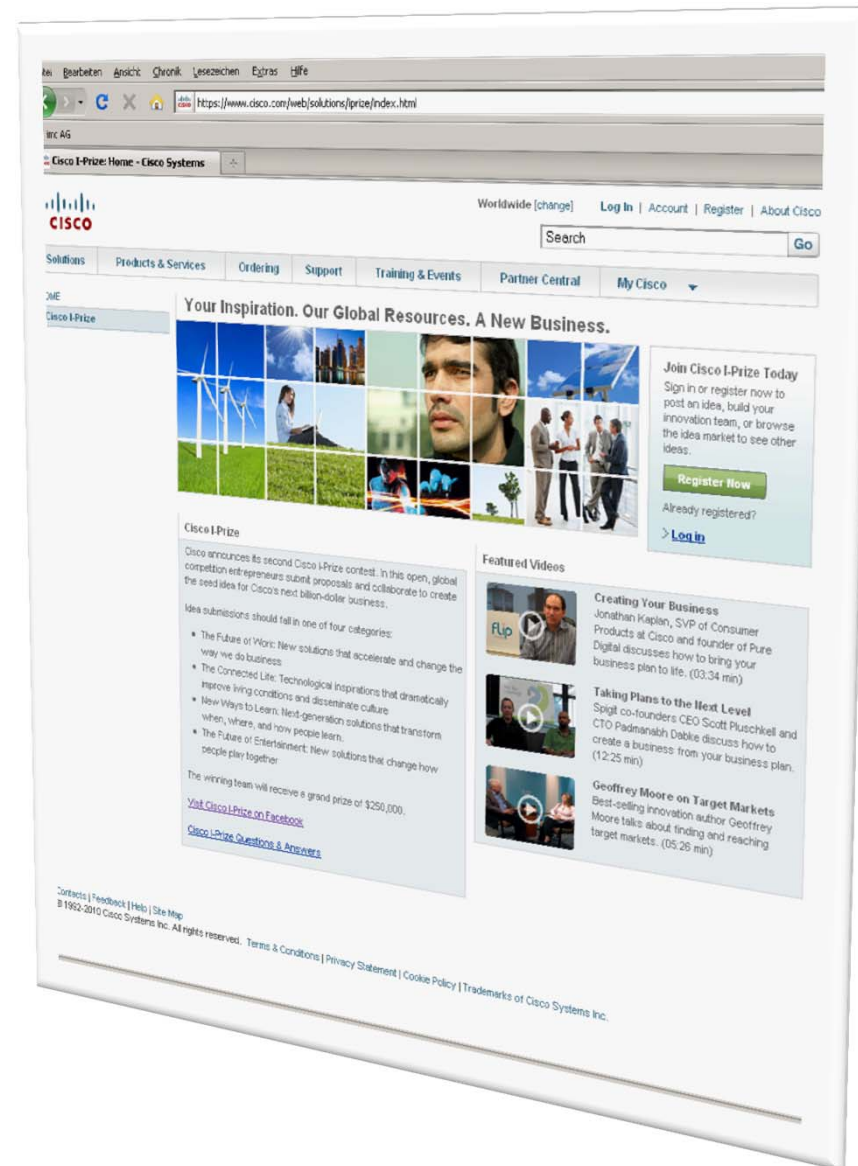 Bearbeiten Ansicht Chronik Lesezeichen Extras Hilfe
https://www.cisco.com/web/solutions/iprize/index.html
imc AG
Cisco I-Prize: Home - Cisco Systems
CISCO
Worldwide [change] Log In | Account | Register | About Cisco
Search Go
Solutions Products & Services Ordering Support Training & Events Partner Central My Cisco
Cisco I-Prize
Your Inspiration. Our Global Resources. A New Business.
Join Cisco I-Prize Today
Sign in or register now to
post an idea, build your
innovation team, or browse
the idea market to see other
ideas.
Register Now
Already registered?
> Log in
Cisco I-Prize
Cisco announces its second Cisco I-Prize contest. In this open, global
competition entrepreneurs submit proposals and collaborate to create
the seed idea for Cisco's next billion-dollar business.
Idea submissions should fall in one of four categories:
• The Future of Work: New solutions that accelerate and change the
way we do business
• The Connected Life: Technological inspirations that dramatically
improve living conditions and disseminate culture
• New Ways to Learn: Next-generation solutions that transform
when, where, and how people learn.
• The Future of Entertainment: New solutions that change how
people play together
The winning team will receive a grand prize of $250,000.
Visit Cisco I-Prize on Facebook
Cisco I-Prize Questions & Answers
Featured Videos
flip
Creating Your Business
Jonathan Kaplan, SVP of Consumer
Products at Cisco and founder of Pure
Digital discusses how to bring your
business plan to life. (03:34 min)
Taking Plans to the Next Level
Spigit co-founders CEO Scott Pluschkell and
CTO Padmanabh Dabke discuss how to
create a business from your business plan.
(12:25 min)
Geoffrey Moore on Target Markets
Best-selling innovation author Geoffrey
Moore talks about finding and reaching
target markets. (05:26 min)
Contacts | Feedback | Help | Site Map
© 1992-2010 Cisco Systems Inc. All rights reserved. Terms & Conditions | Privacy Statement | Cookie Policy | Trademarks of Cisco Systems Inc.